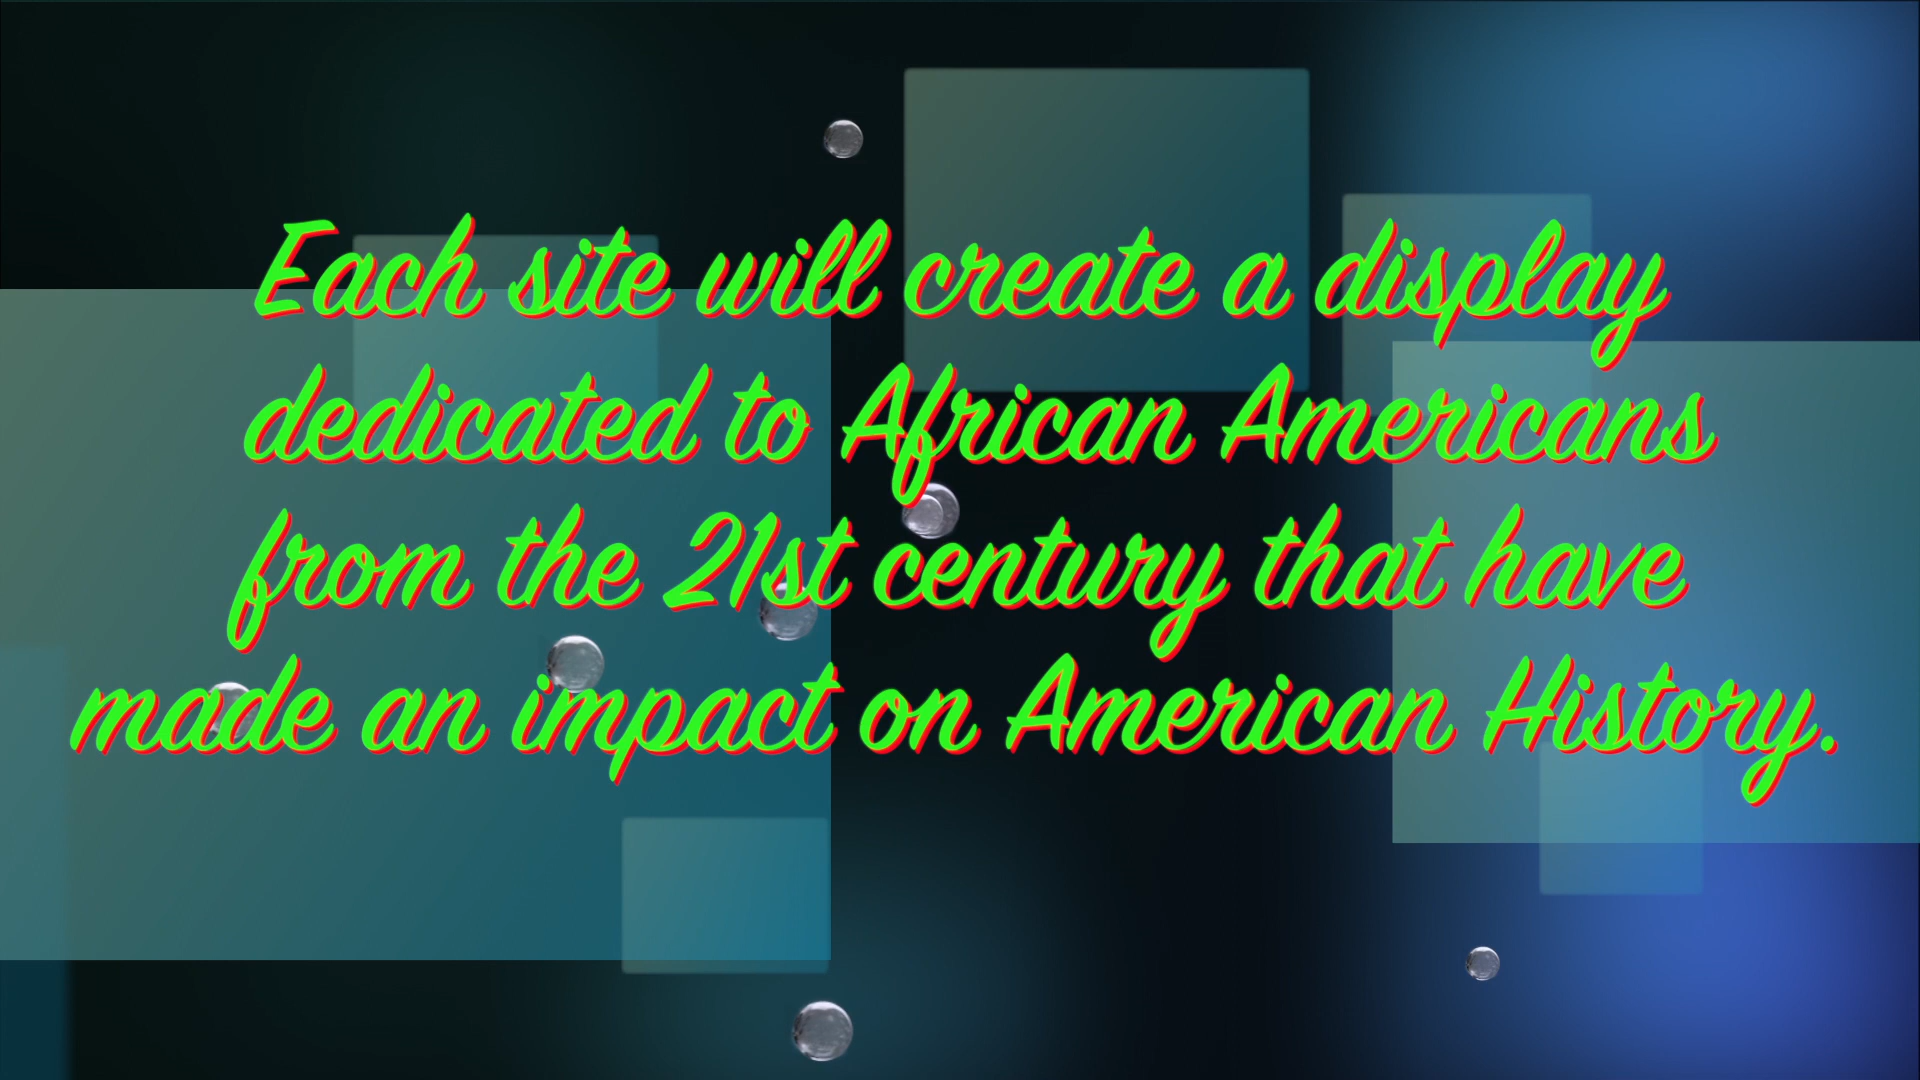 Each site will create a display
dedicated to African Americans
from the 21st century that have
made an impact on American History.